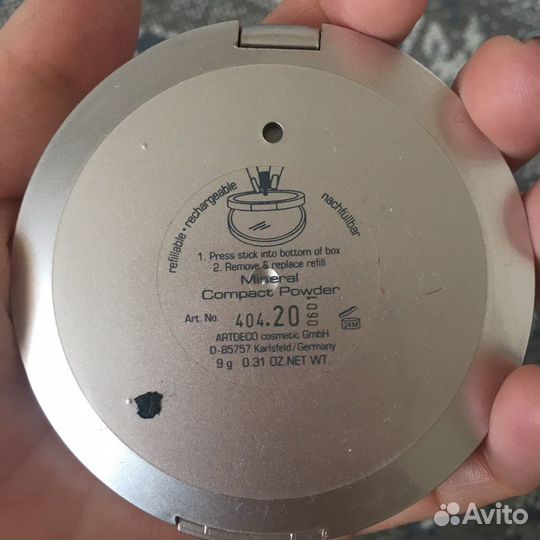 refillable • rechargeable
nachfüllbar
1. Press stick into bottom of box
2. Remove & replace refill
Mineral
Compact Powder
Art. No. 404.20 0601
24M
ARTDECO cosmetic GmbH
D-85757 Karlsfeld/Germany
9 g · 0.31 OZ NET WT.
Avito